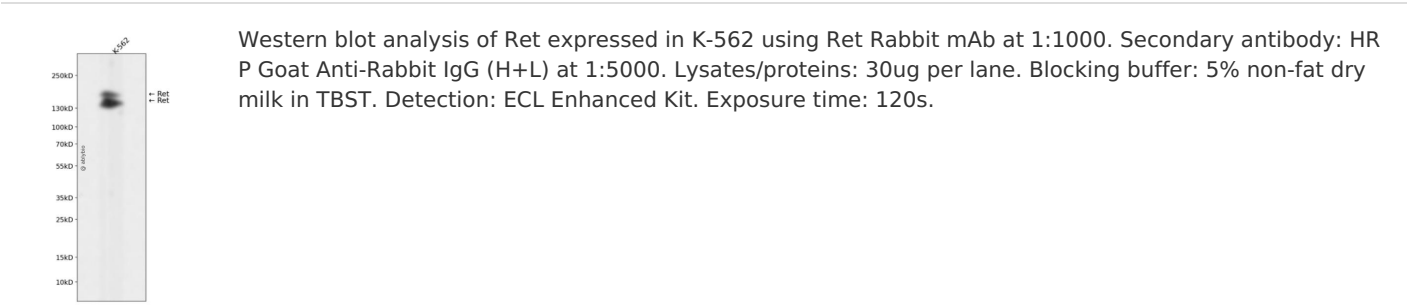 K-562
250kD
← Ret
← Ret
130kD
100kD
70kD
55kD
35kD
25kD
15kD
10kD
Western blot analysis of Ret expressed in K-562 using Ret Rabbit mAb at 1:1000. Secondary antibody: HR
P Goat Anti-Rabbit IgG (H+L) at 1:5000. Lysates/proteins: 30ug per lane. Blocking buffer: 5% non-fat dry
milk in TBST. Detection: ECL Enhanced Kit. Exposure time: 120s.